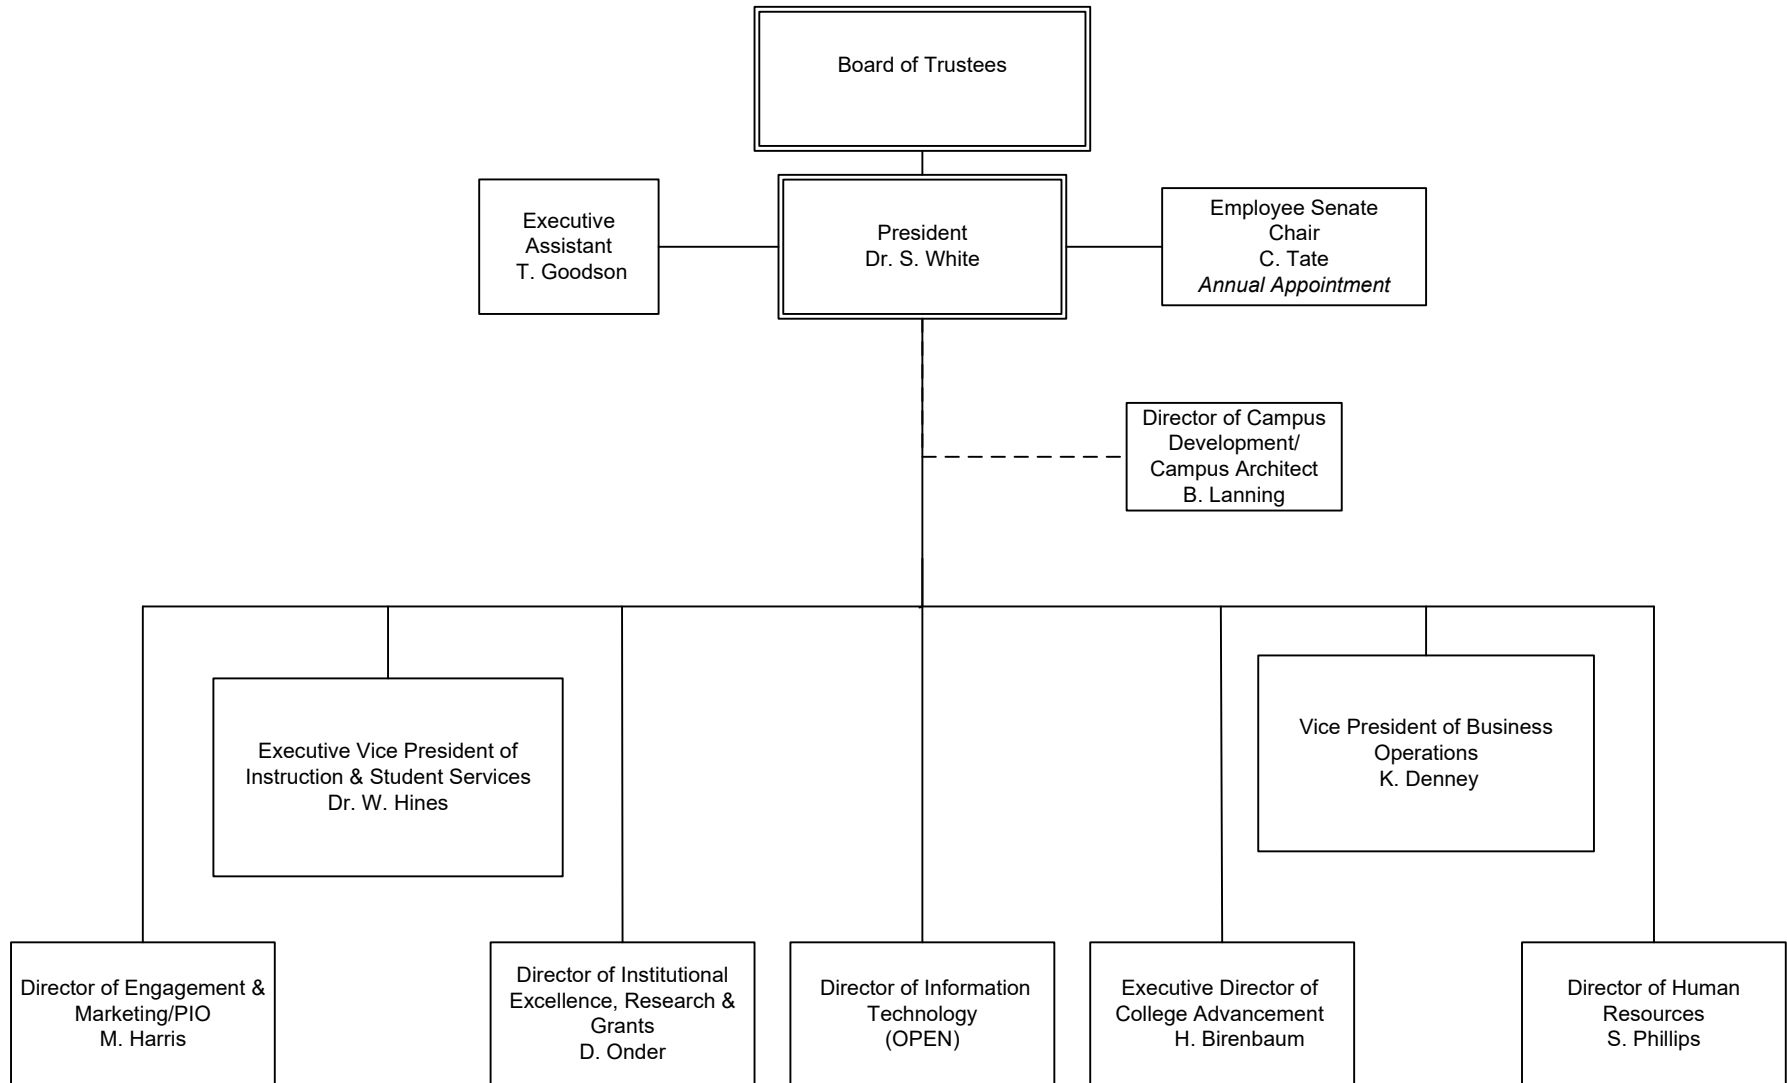 Board of Trustees
Executive
Assistant
T. Goodson
President
Dr. S. White
Employee Senate
Chair
C. Tate
Annual Appointment
Director of Campus
Development/
Campus Architect
B. Lanning
Executive Vice President of
Instruction & Student Services
Dr. W. Hines
Vice President of Business
Operations
K. Denney
Director of Engagement &
Marketing/PIO
M. Harris
Director of Institutional
Excellence, Research &
Grants
D. Onder
Director of Information
Technology
(OPEN)
Executive Director of
College Advancement
H. Birenbaum
Director of Human
Resources
S. Phillips